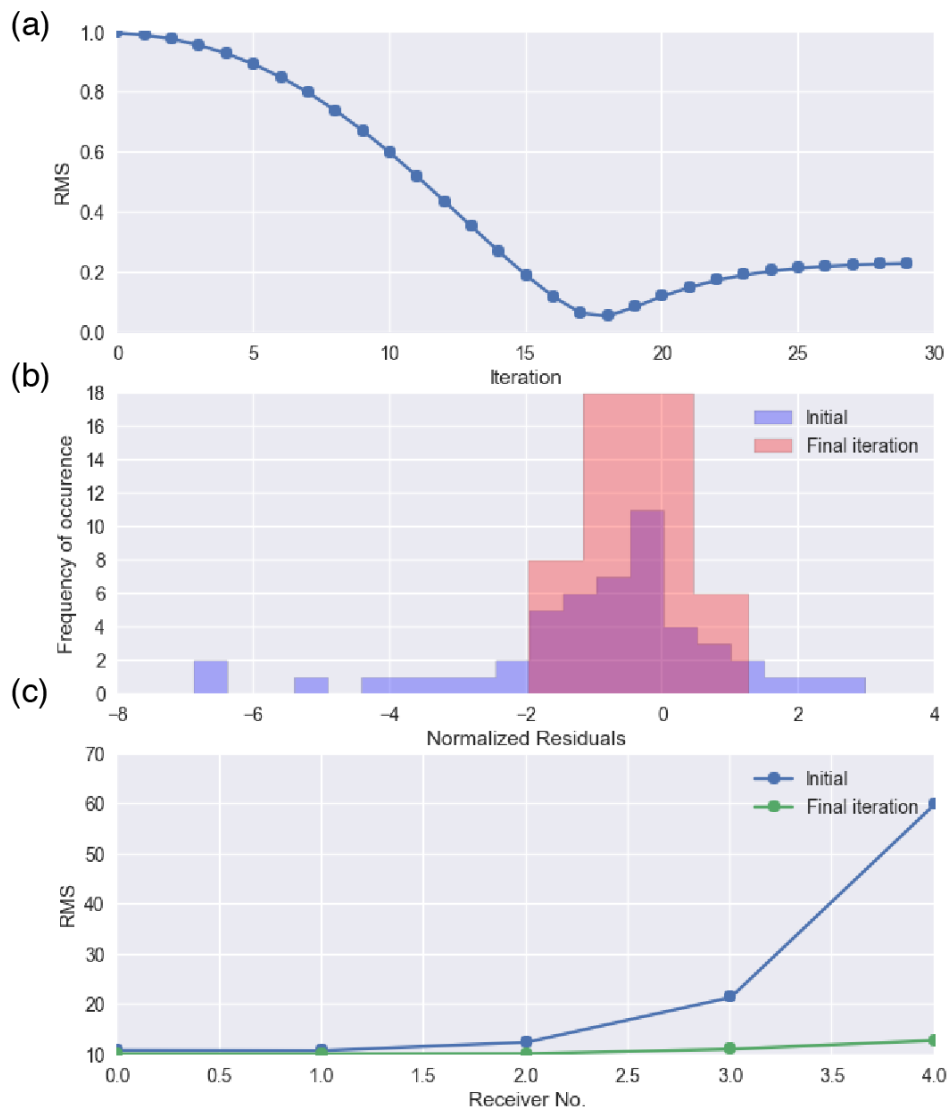 (a)
1.0
0.8
0.6
0.4
0.2
0.0
RMS
0 5 10 15 20 25 30
Iteration
(b)
18
16
14
12
10
8
6
4
2
0
Frequency of occurence
Initial
Final iteration
−8 −6 −4 −2 0 2 4
Normalized Residuals
(c)
70
60
50
40
30
20
10
RMS
Initial
Final iteration
0.0 0.5 1.0 1.5 2.0 2.5 3.0 3.5 4.0
Receiver No.